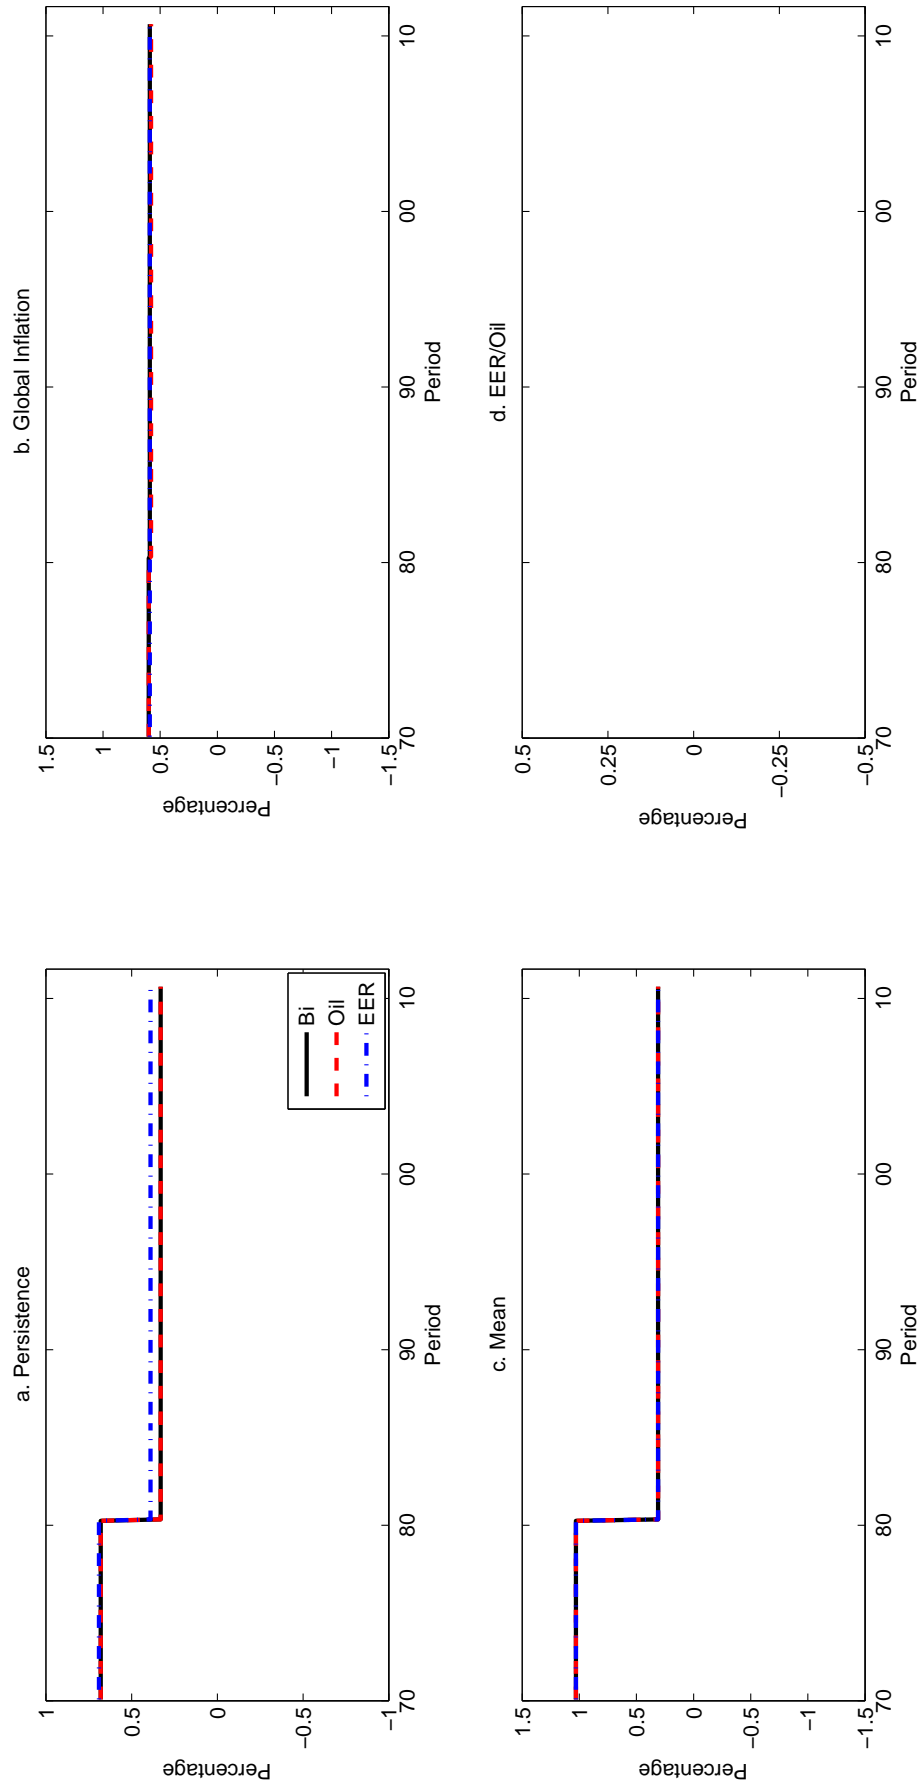 a. Persistence
1
0.5
0
−0.5
−1
Percentage
70
80
90
00
10
Period
Bi
Oil
EER
b. Global Inflation
1.5
1
0.5
0
−0.5
−1
−1.5
Percentage
70
80
90
00
10
Period
c. Mean
1.5
1
0.5
0
−0.5
−1
−1.5
Percentage
70
80
90
00
10
Period
d. EER/Oil
0.5
0.25
0
−0.25
−0.5
Percentage
70
80
90
00
10
Period